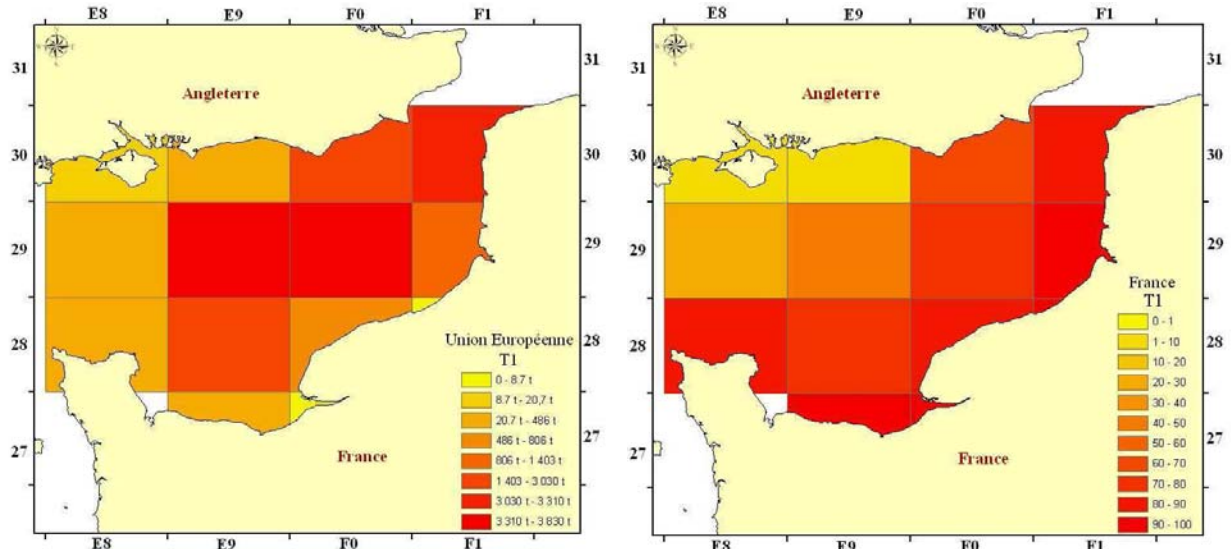 E8 E9 F0 F1
31 31
Angleterre
30 30
29 29
28 28
Union Européenne
T1
0 - 8.7 t
8.7 t - 20,7 t
20.7 t - 486 t
486 t - 806 t
806 t - 1 403 t
1 403 t - 3 030 t
3 030 t - 3 310 t
3 310 t - 3 830 t
27 27
France
E8 E9 F0 F1
E8 E9 F0 F1
31 31
Angleterre
30 30
29 29
28 28
France
T1
0 - 1
1 - 10
10 - 20
20 - 30
30 - 40
40 - 50
50 - 60
60 - 70
70 - 80
80 - 90
90 - 100
27 27
France
E8 E9 F0 F1